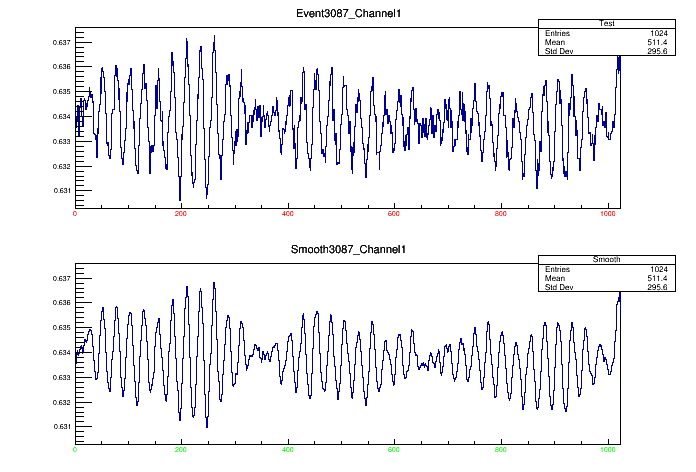 Event3087_Channel1
Test
Entries 1024
Mean 511.4
Std Dev 295.6
0.637
0.636
0.635
0.634
0.633
0.632
0.631
0 200 400 600 800 1000
Smooth3087_Channel1
Smooth
Entries 1024
Mean 511.4
Std Dev 295.6
0.637
0.636
0.635
0.634
0.633
0.632
0.631
0 200 400 600 800 1000